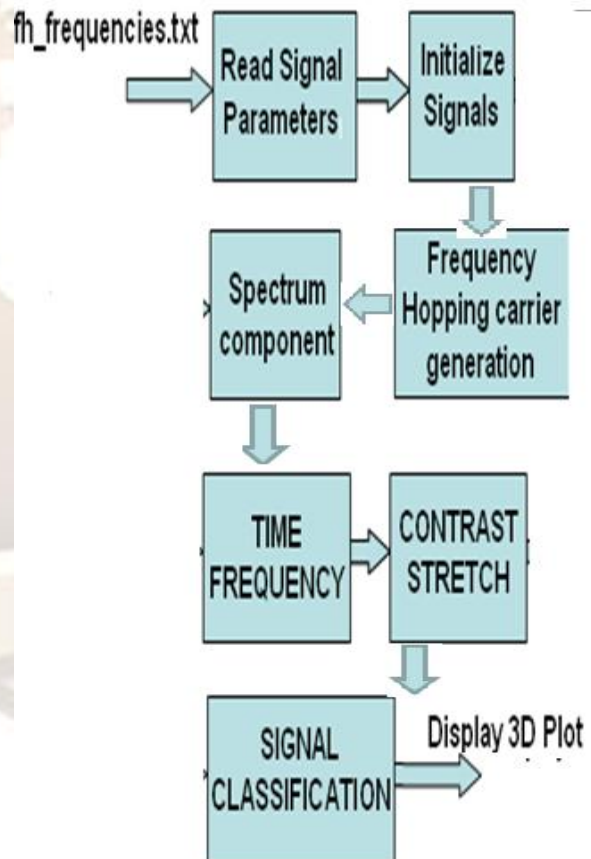 fh_frequencies.txt
Read Signal
Parameters
Initialize
Signals
Frequency
Hopping carrier
generation
Spectrum
component
TIME
FREQUENCY
CONTRAST
STRETCH
SIGNAL
CLASSIFICATION
Display 3D Plot